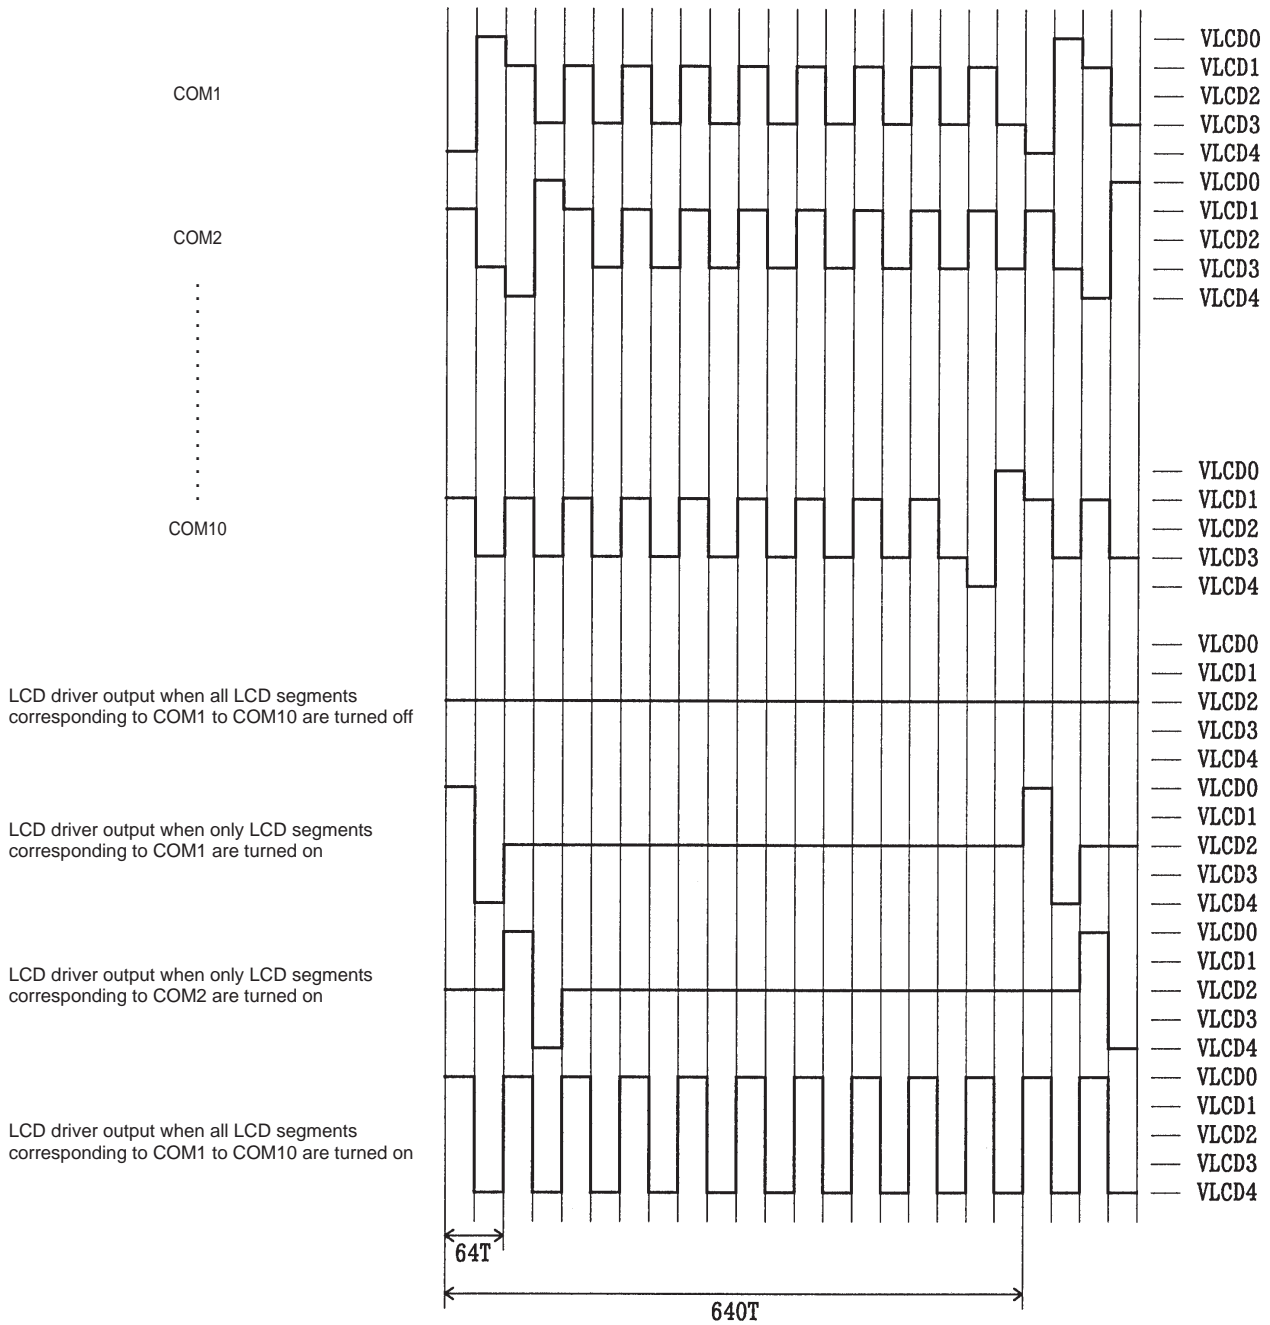 COM1
VLCD0
VLCD1
VLCD2
VLCD3
VLCD4
COM2
VLCD0
VLCD1
VLCD2
VLCD3
VLCD4
COM10
VLCD0
VLCD1
VLCD2
VLCD3
VLCD4
LCD driver output when all LCD segments
corresponding to COM1 to COM10 are turned off
VLCD0
VLCD1
VLCD2
VLCD3
VLCD4
LCD driver output when only LCD segments
corresponding to COM1 are turned on
VLCD0
VLCD1
VLCD2
VLCD3
VLCD4
LCD driver output when only LCD segments
corresponding to COM2 are turned on
VLCD0
VLCD1
VLCD2
VLCD3
VLCD4
LCD driver output when all LCD segments
corresponding to COM1 to COM10 are turned on
VLCD0
VLCD1
VLCD2
VLCD3
VLCD4
64T
640T